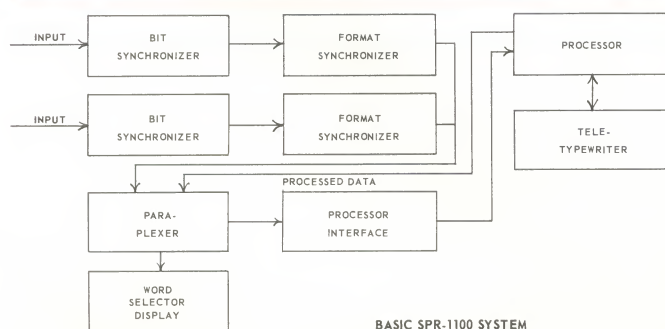 INPUT
BIT
SYNCHRONIZER
FORMAT
SYNCHRONIZER
PROCESSOR
INPUT
BIT
SYNCHRONIZER
FORMAT
SYNCHRONIZER
TELE-
TYPEWRITER
PROCESSED DATA
PARA-
PLEXER
PROCESSOR
INTERFACE
WORD
SELECTOR
DISPLAY
BASIC SPR-1100 SYSTEM